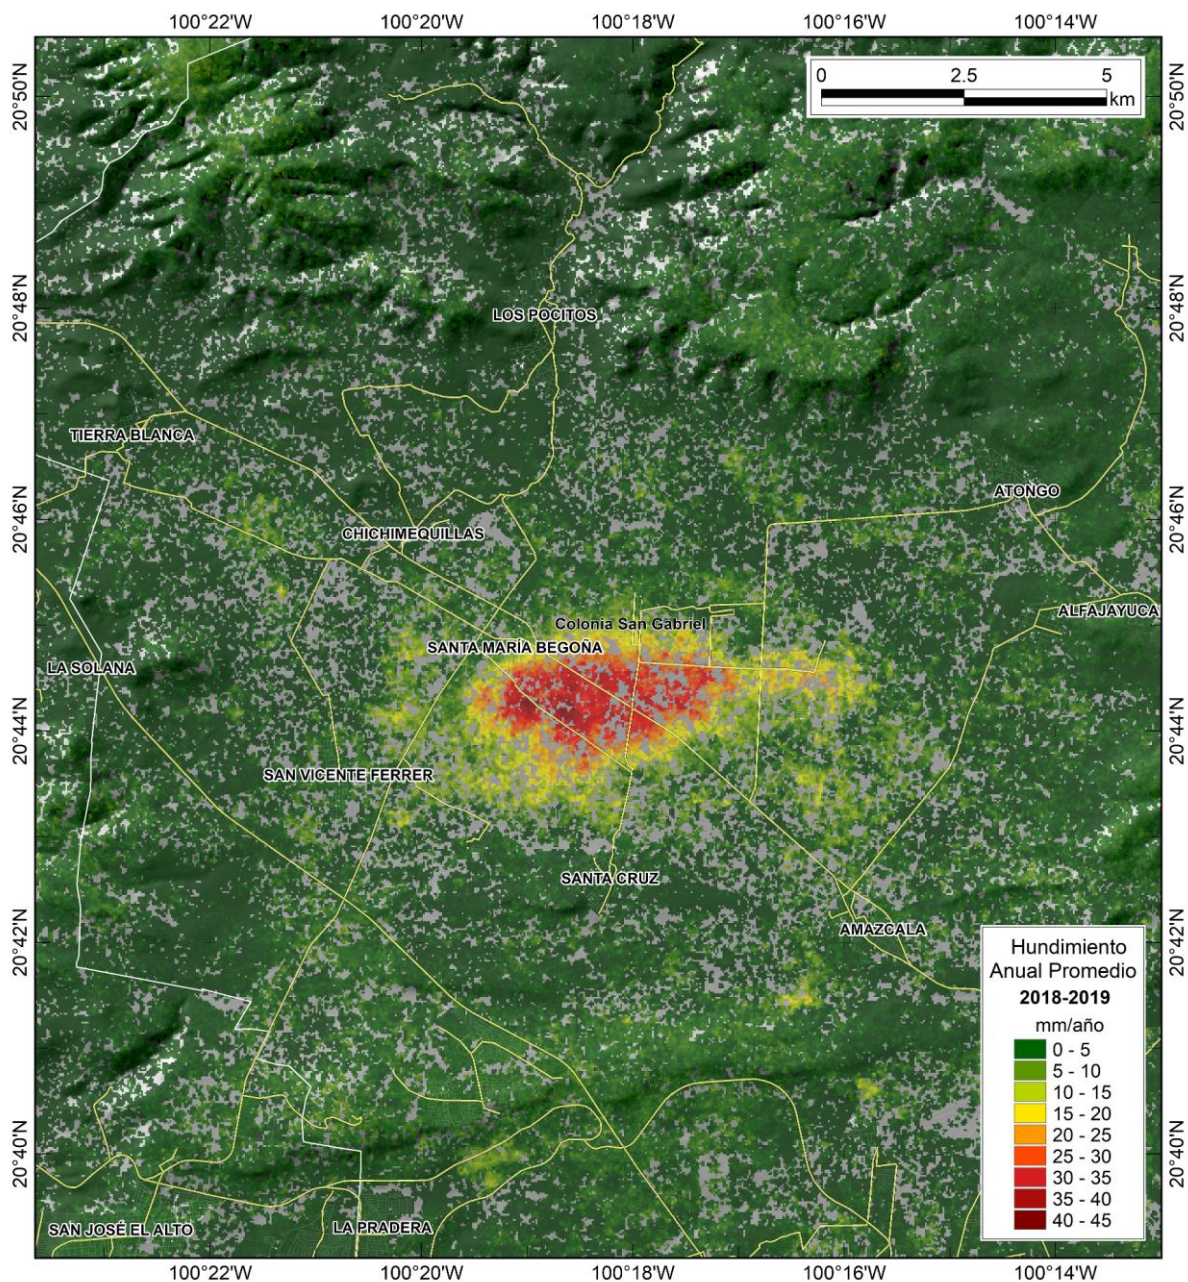 100°22'W 100°20'W 100°18'W 100°16'W 100°14'W
20°50'N
20°50'N
0 2.5 5
km
20°48'N
20°48'N
LOS POCITOS
TIERRA BLANCA
20°46'N
20°46'N
ATONGO
CHICHIMEQUILLAS
ALFAJAYUCA
Colonia San Gabriel
SANTA MARÍA BEGOÑA
LA SOLANA
20°44'N
20°44'N
SAN VICENTE FERRER
SANTA CRUZ
AMAZCALA
20°42'N
20°42'N
Hundimiento
Anual Promedio
2018-2019
mm/año
0 - 5
5 - 10
10 - 15
15 - 20
20 - 25
25 - 30
30 - 35
35 - 40
40 - 45
20°40'N
20°40'N
SAN JOSÉ EL ALTO
LA PRADERA
100°22'W 100°20'W 100°18'W 100°16'W 100°14'W